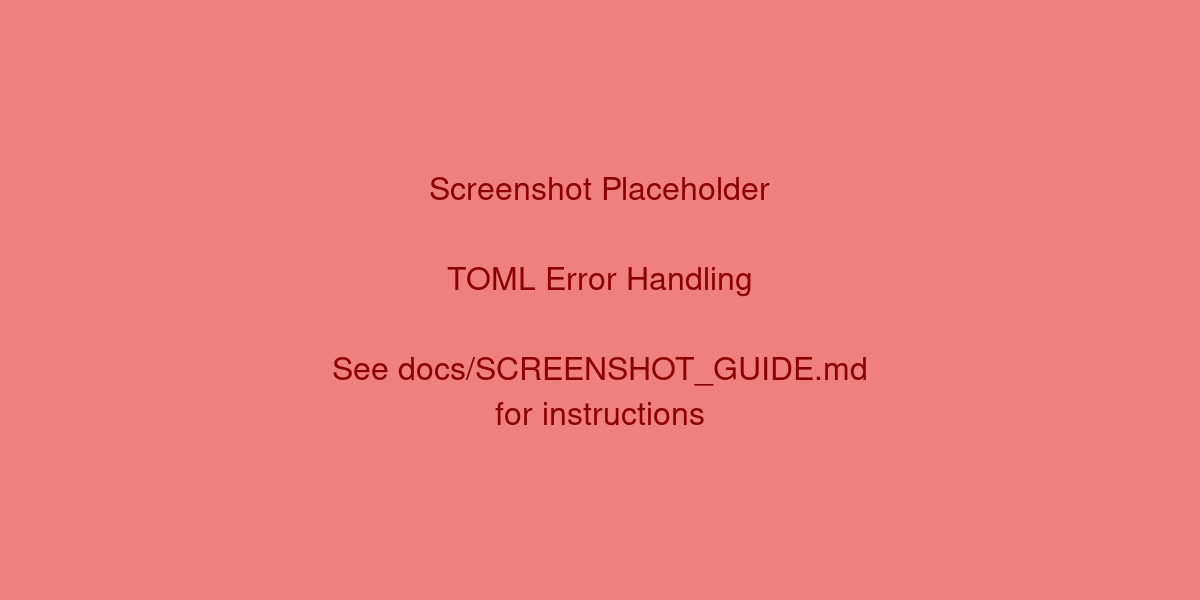 Screenshot Placeholder
TOML Error Handling
See docs/SCREENSHOT_GUIDE.md
for instructions